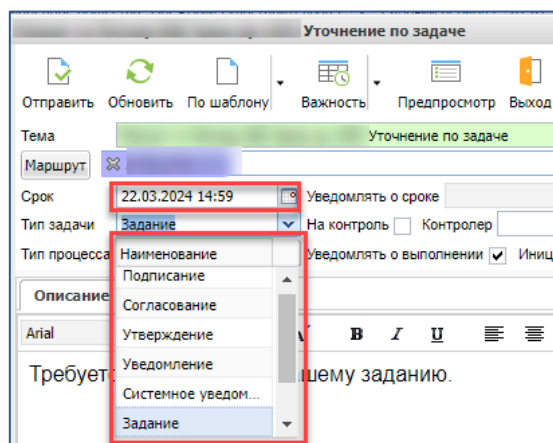 Уточнение по задаче
Отправить Обновить По шаблону Важность Предпросмотр Выход
Тема Уточнение по задаче
Маршрут
Срок 22.03.2024 14:59 Уведомлять о сроке
Тип задачи Задание На контроль Контролер
Тип процесса Наименование Уведомлять о выполнении
Подписание
Описание
Согласование
Arial Утверждение B I U
Уведомление
Требует шему заданию.
Системное уведом...
Задание